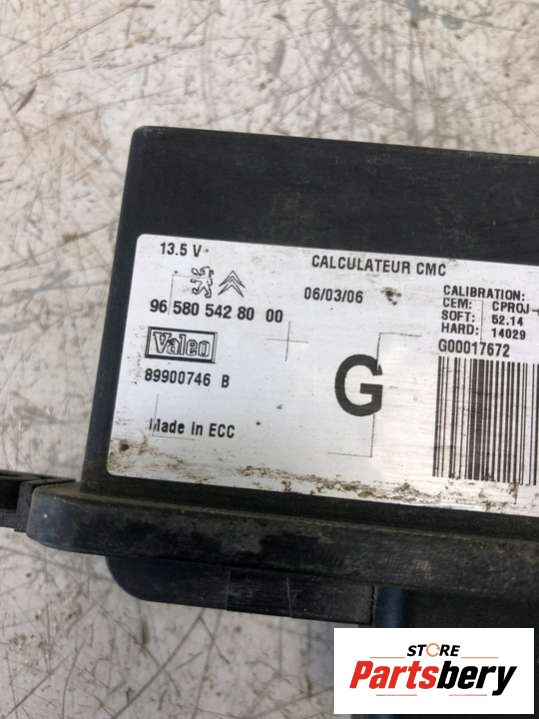 13.5 V
CALCULATEUR CMC
96 580 542 80 00
06/03/06
CALIBRATION:
CEM: CPROJ-
SOFT: 52.14
HARD: 14029
G00017672
Valeo
89900746 B
G
Made in ECC
STORE
Partsbery